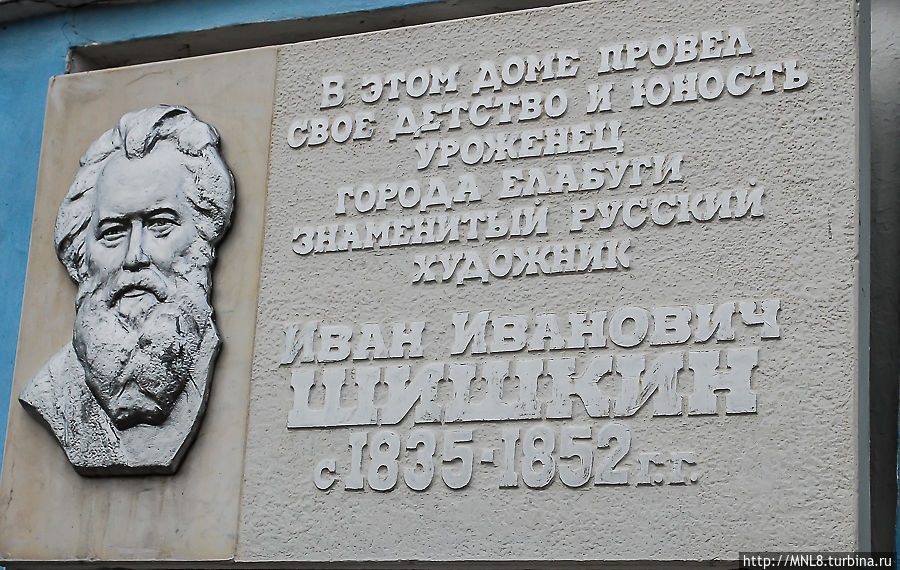 В ЭТОМ ДОМЕ ПРОВЕЛ
СВОЕ ДЕТСТВО И ЮНОСТЬ
УРОЖЕНЕЦ
ГОРОДА ЕЛАБУГИ
ЗНАМЕНИТЫЙ РУССКИЙ
ХУДОЖНИК
ИВАН ИВАНОВИЧ
ШИШКИН
С 1835-1852 Г.Г.
http://MNL8.turbina.ru